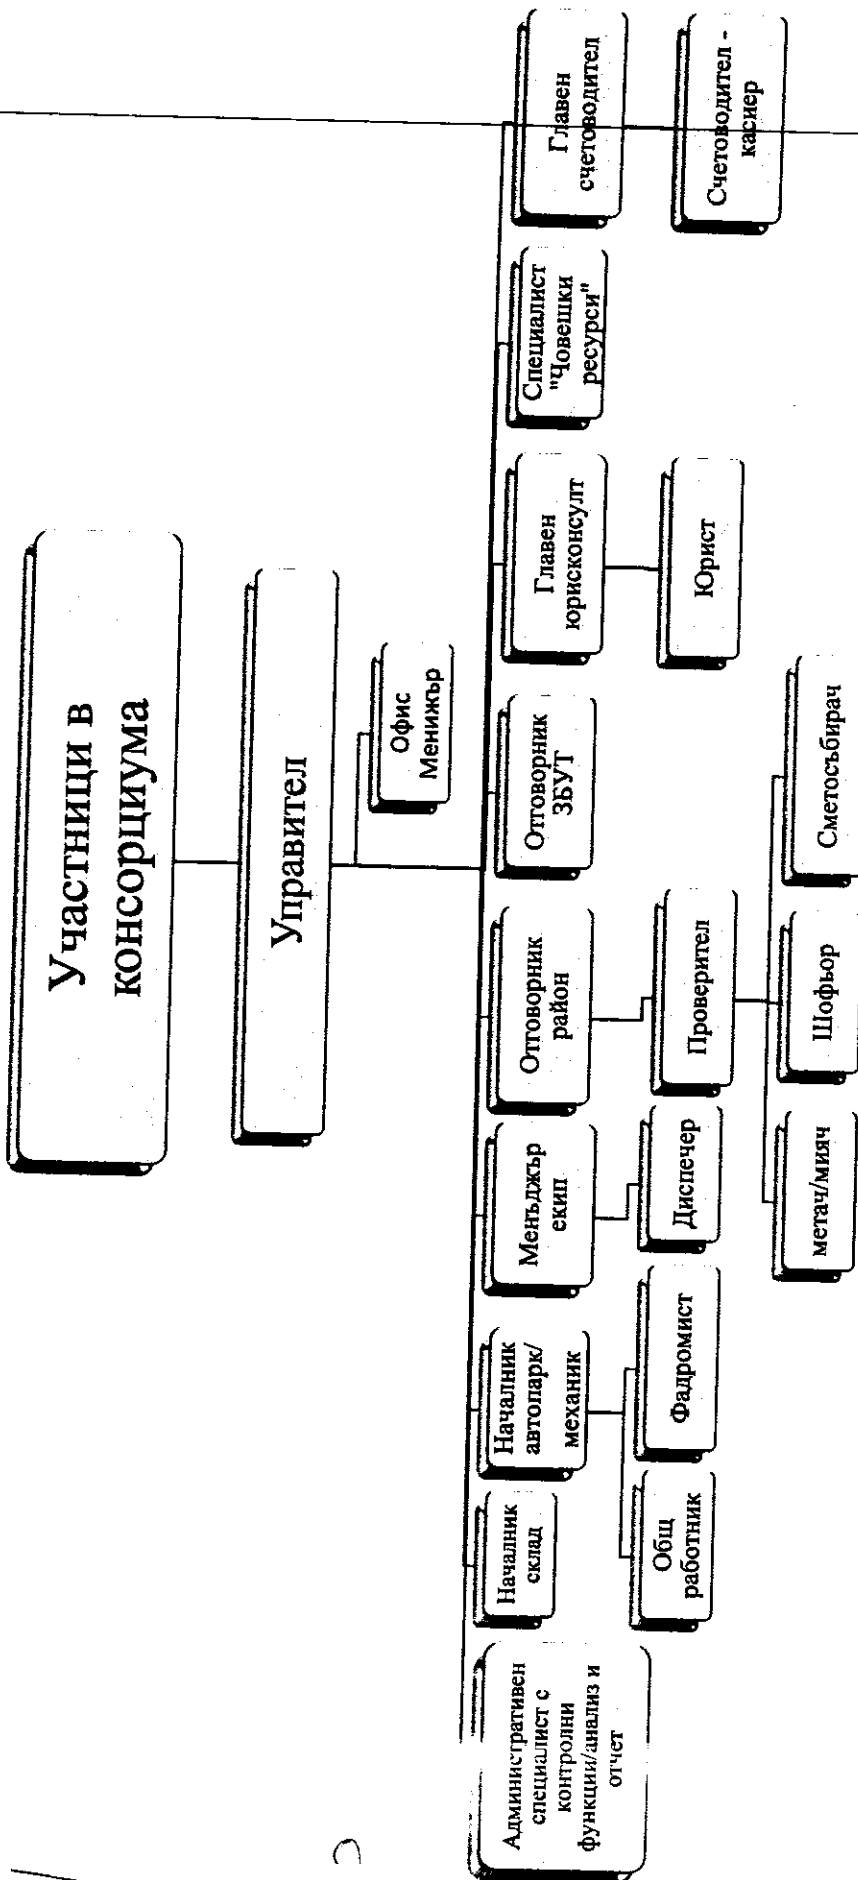 Участници в
консорциума
Управител
Офис
Менижър
Административен
специалист с
контролни
функции/анализ и
отчет
Началник
склад
Началник
автопарк/
механик
Менъджър
екип
Отговорник
район
Отговорник
ЗБУТ
Главен
юрисконсулт
Специалист
"Човешки
ресурси"
Главен
счетоводител
Общ
работник
Фадромист
Диспечер
Проверител
Юрист
Счетоводител -
касиер
метач/мияч
Шофьор
Сметосъбирач